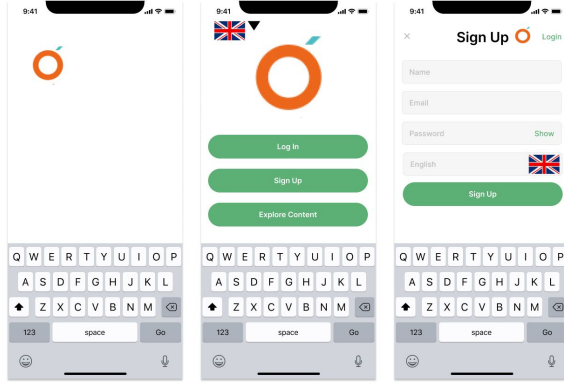 9:41
Q W E R T Y U I O P
A S D F G H J K L
Z X C V B N M
123 space Go
9:41
Log In
Sign Up
Explore Content
Q W E R T Y U I O P
A S D F G H J K L
Z X C V B N M
123 space Go
9:41
Sign Up Login
Name
Email
Password Show
English
Sign Up
Q W E R T Y U I O P
A S D F G H J K L
Z X C V B N M
123 space Go